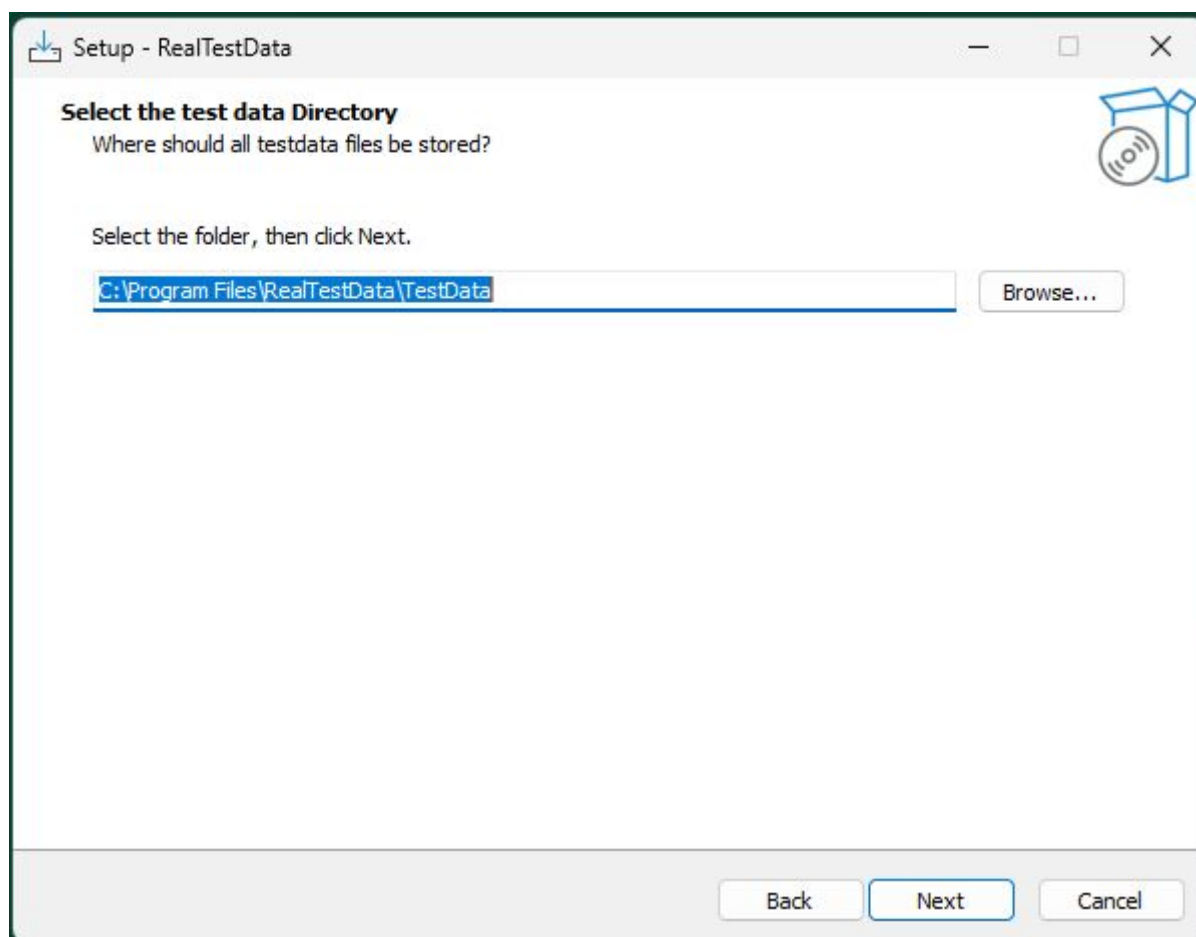 Setup - RealTestData
Select the test data Directory
Where should all testdata files be stored?
Select the folder, then click Next.
C:\Program Files\RealTestData\TestData
Browse...
Back
Next
Cancel